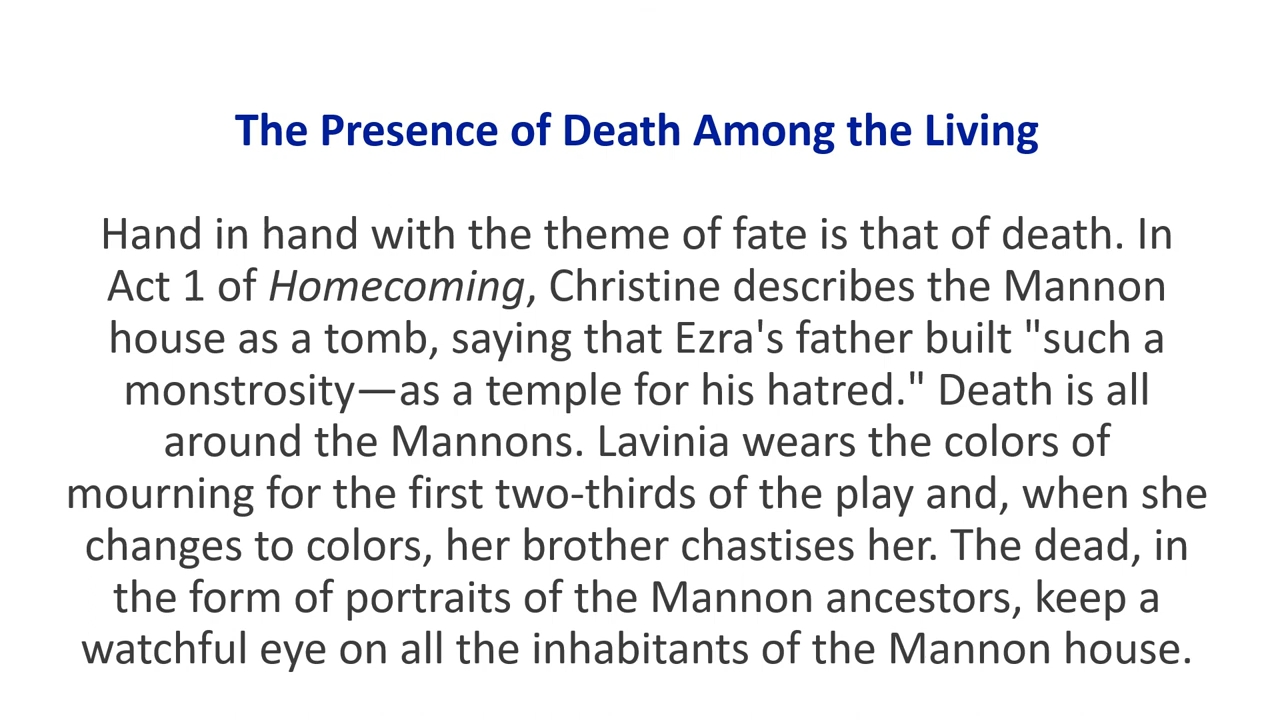 The Presence of Death Among the Living
Hand in hand with the theme of fate is that of death. In
Act 1 of Homecoming, Christine describes the Mannon
house as a tomb, saying that Ezra's father built "such a
monstrosity—as a temple for his hatred." Death is all
around the Mannons. Lavinia wears the colors of
mourning for the first two-thirds of the play and, when she
changes to colors, her brother chastises her. The dead, in
the form of portraits of the Mannon ancestors, keep a
watchful eye on all the inhabitants of the Mannon house.